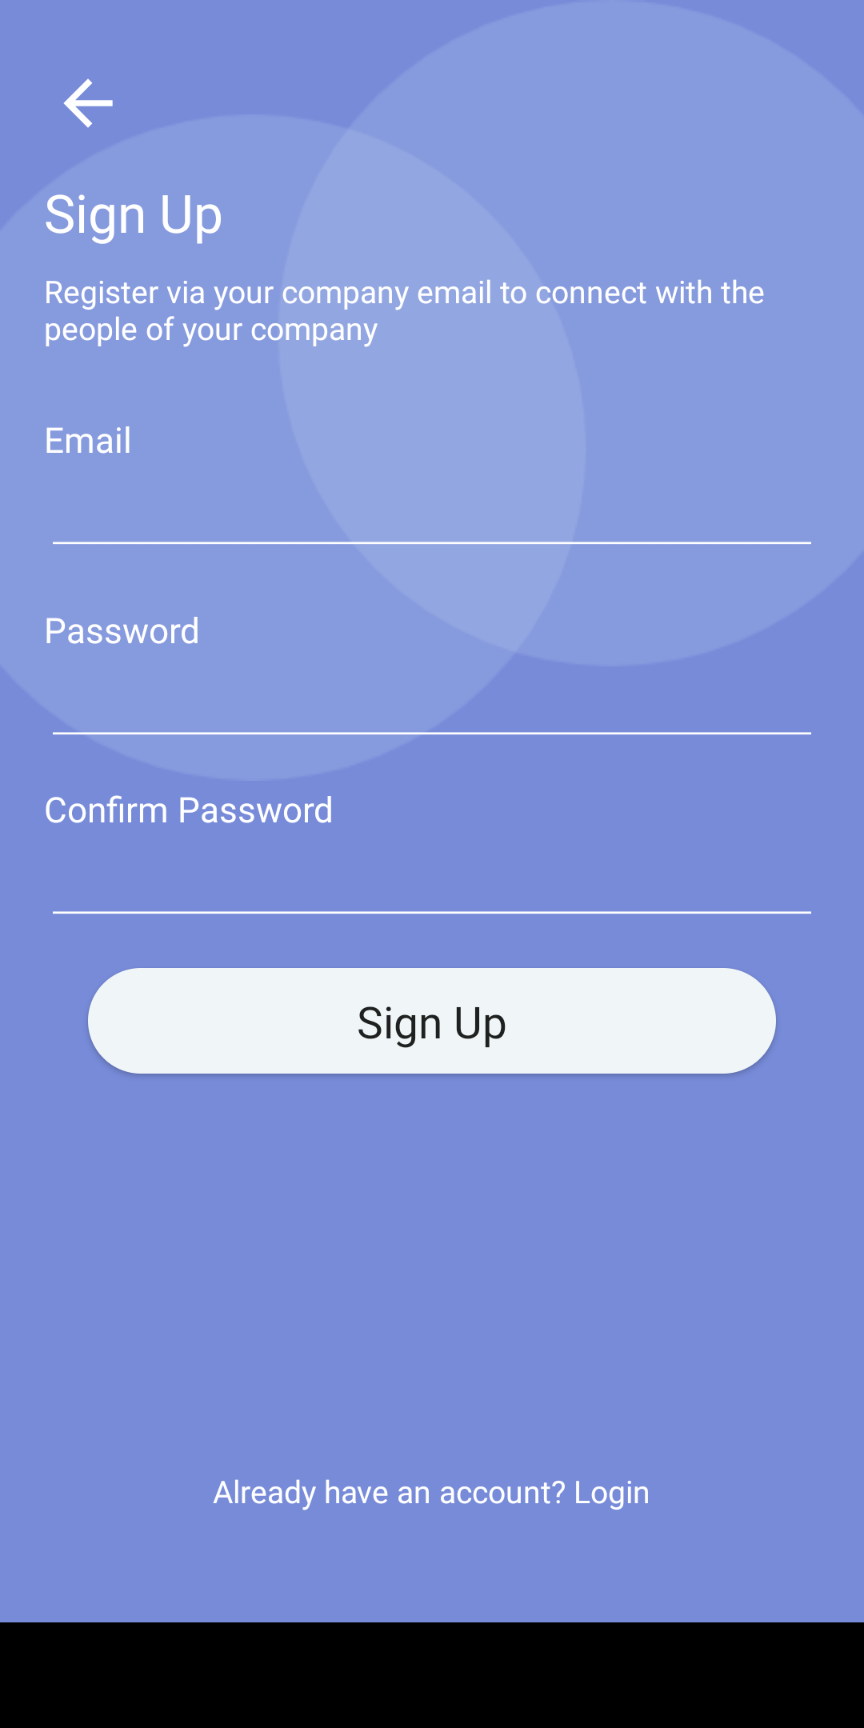 Sign Up
Register via your company email to connect with the
people of your company
Email
Password
Confirm Password
Sign Up
Already have an account? Login